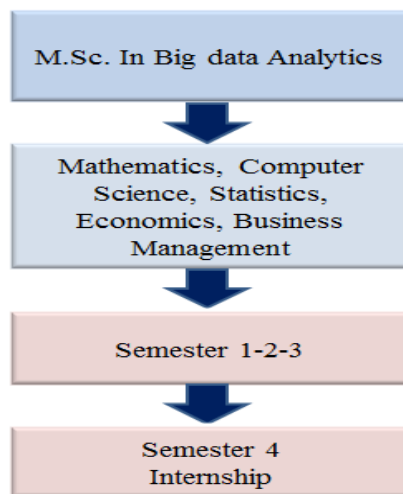 M.Sc. In Big data Analytics
Mathematics, Computer
Science, Statistics,
Economics, Business
Management
Semester 1-2-3
Semester 4
Internship